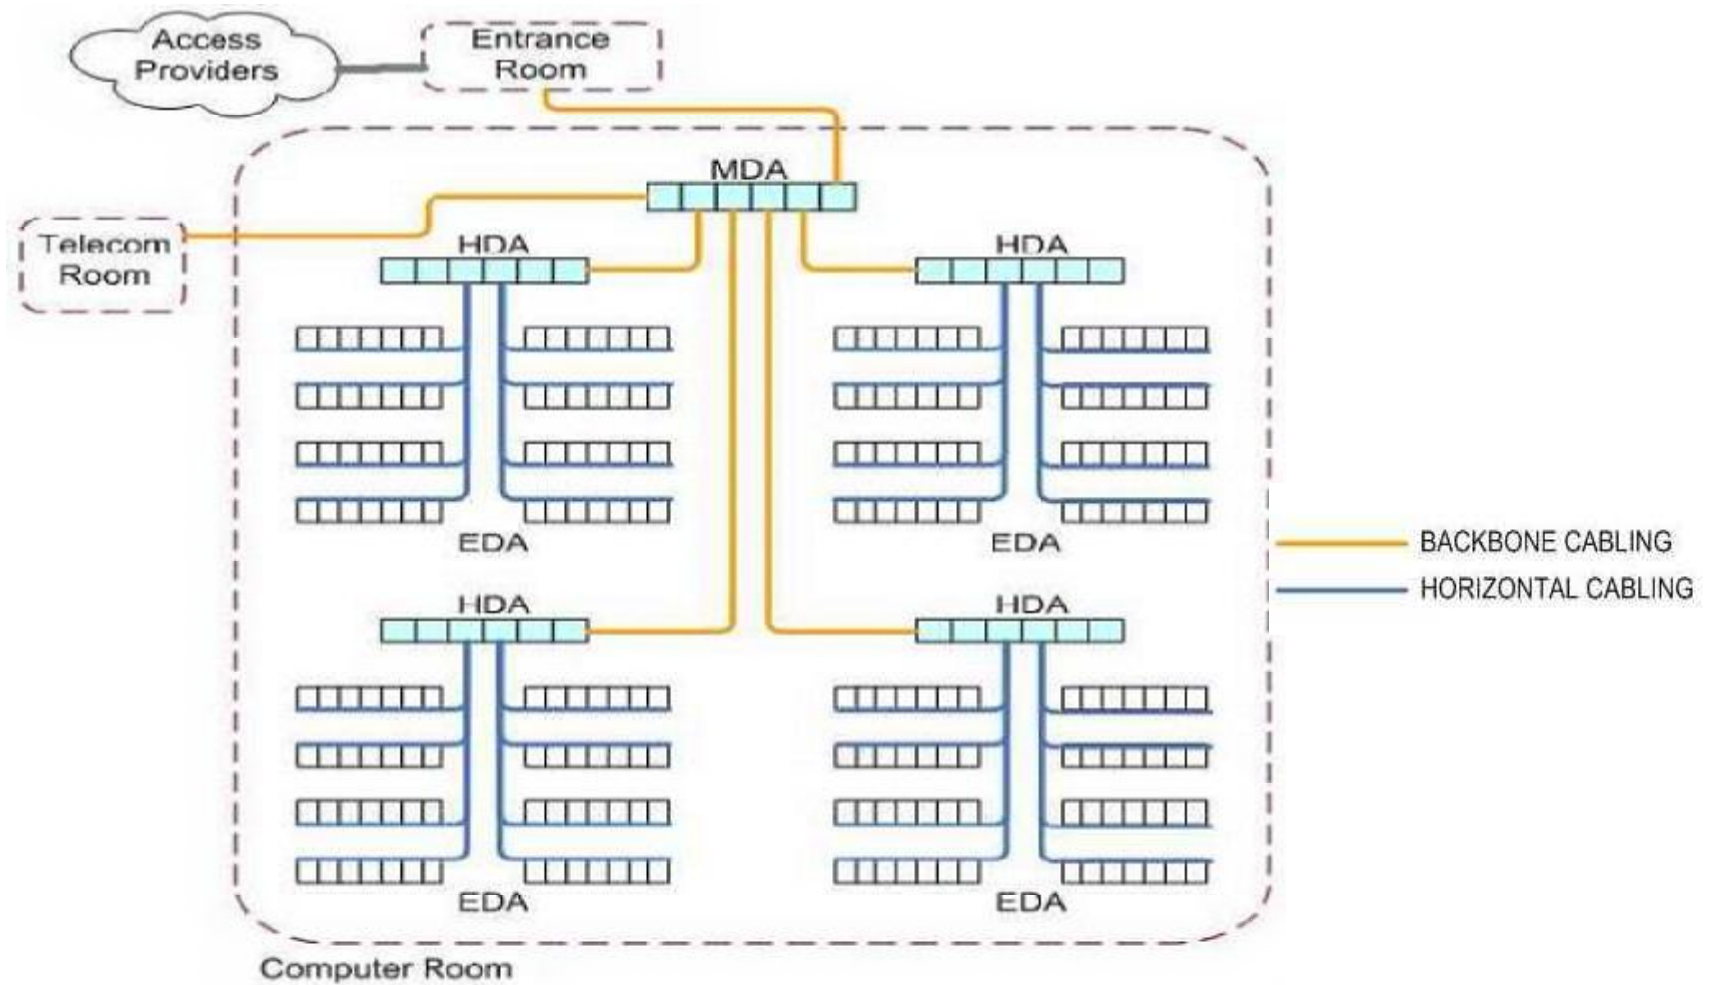 Access
Providers
Entrance
Room
MDA
Telecom
Room
HDA
HDA
EDA
EDA
BACKBONE CABLING
HORIZONTAL CABLING
HDA
HDA
EDA
EDA
Computer Room